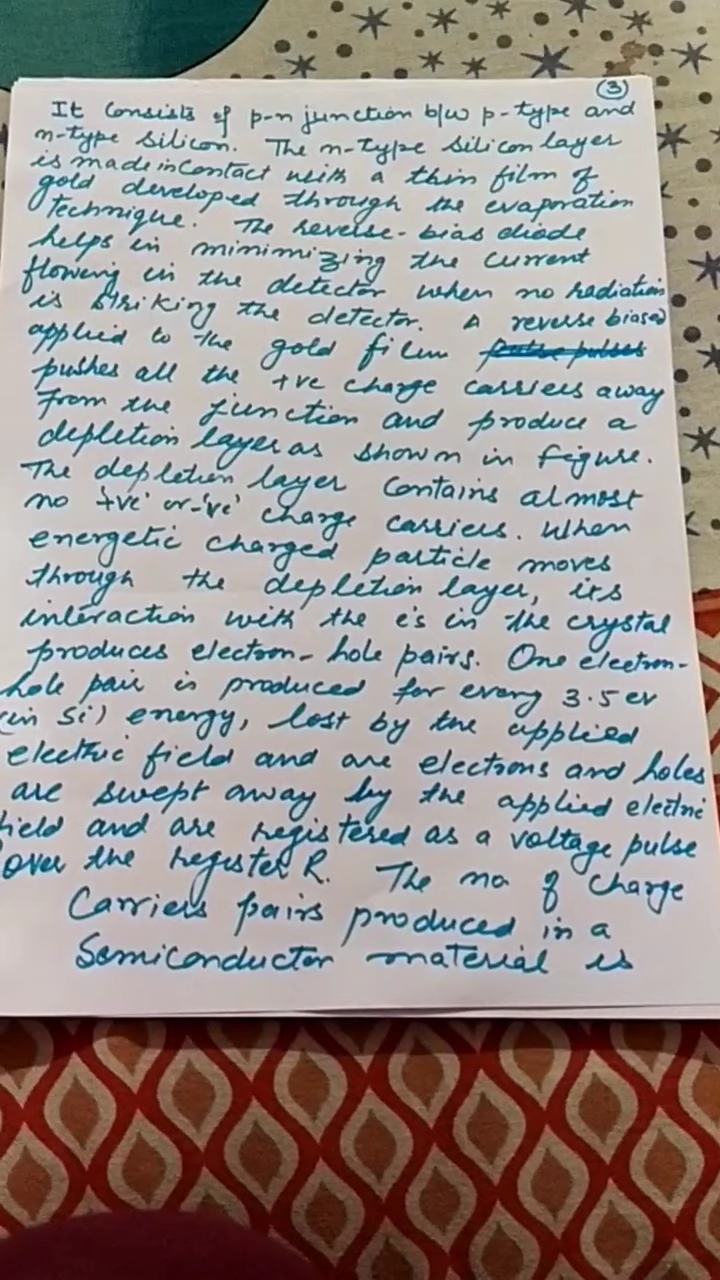 3
It consists of p-n junction b/w p-type and
n-type silicon. The n-type silicon layer
is made in contact with a thin film of
gold developed through the evaporation
technique. The reverse-bias diode
helps in minimizing the current
flowing in the detector when no radiation
is striking the detector. A reverse biased
applied to the gold film
pushes all the +ve charge carriers away
from the junction and produce a
depletion layer as shown in figure.
The depletion layer contains almost
no '+ve' or '-ve' charge carriers. When
energetic charged particle moves
through the depletion layer, its
interaction with the e's in the crystal
produces electron-hole pairs. One electron-
hole pair is produced for every 3.5 ev
(in Si) energy, lost by the applied
electric field and are electrons and holes
are swept away by the applied electric
field and are registered as a voltage pulse
over the register R. The no of charge
Carriers pairs produced in a
Semiconductor material is